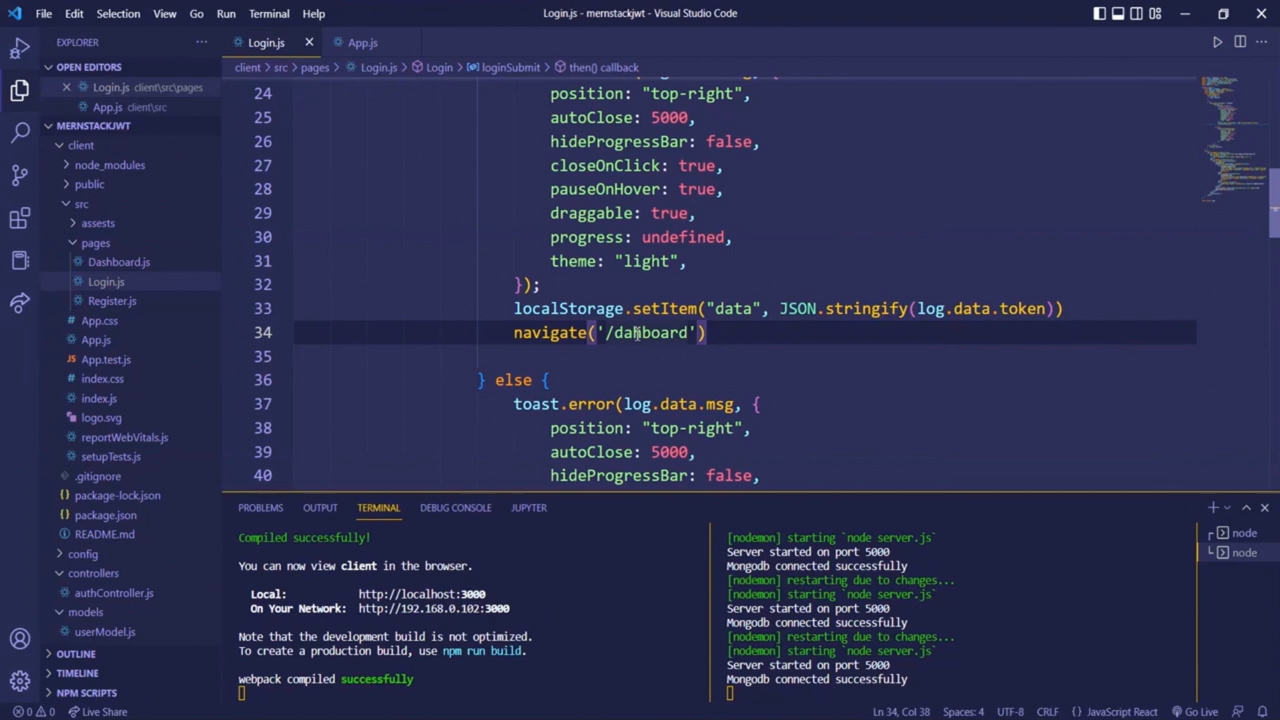 File Edit Selection View Go Run Terminal Help
Login.js - mernstackjwt - Visual Studio Code
EXPLORER
OPEN EDITORS
Login.js client\src\pages
App.js client\src
MERNSTACKJWT
client
node_modules
public
src
assests
pages
Dashboard.js
Login.js
Register.js
App.css
App.js
App.test.js
index.css
index.js
logo.svg
reportWebVitals.js
setupTests.js
.gitignore
package-lock.json
package.json
README.md
config
controllers
authController.js
models
userModel.js
OUTLINE
TIMELINE
NPM SCRIPTS
Login.js App.js
client > src > pages > Login.js > Login > loginSubmit > then() callback
24 position: "top-right",
25 autoClose: 5000,
26 hideProgressBar: false,
27 closeOnClick: true,
28 pauseOnHover: true,
29 draggable: true,
30 progress: undefined,
31 theme: "light",
32 });
33 localStorage.setItem("data", JSON.stringify(log.data.token))
34 navigate('/dahboard')
35
36 } else {
37 toast.error(log.data.msg, {
38 position: "top-right",
39 autoClose: 5000,
40 hideProgressBar: false,
PROBLEMS OUTPUT TERMINAL DEBUG CONSOLE JUPYTER
Compiled successfully!
You can now view client in the browser.
Local: http://localhost:3000
On Your Network: http://192.168.0.102:3000
Note that the development build is not optimized.
To create a production build, use npm run build.
webpack compiled successfully
[nodemon] starting `node server.js`
Server started on port 5000
Mongodb connected successfully
[nodemon] restarting due to changes...
[nodemon] starting `node server.js`
Server started on port 5000
Mongodb connected successfully
[nodemon] restarting due to changes...
[nodemon] starting `node server.js`
Server started on port 5000
Mongodb connected successfully
node
node
0 0 Live Share
Ln 34, Col 38 Spaces: 4 UTF-8 CRLF {} JavaScript React Go Live